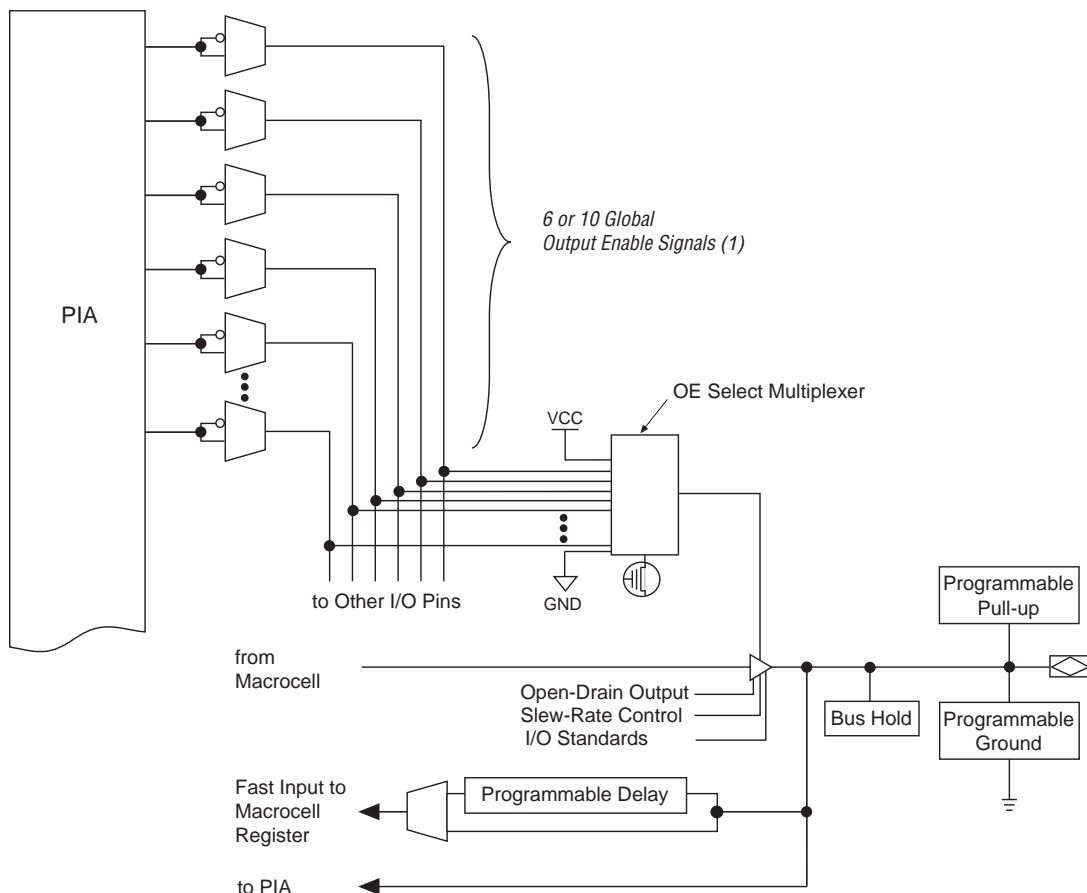 PIA
6 or 10 Global
Output Enable Signals (1)
OE Select Multiplexer
VCC
GND
to Other I/O Pins
Programmable
Pull-up
from
Macrocell
Open-Drain Output
Slew-Rate Control
I/O Standards
Bus Hold
Programmable
Ground
Fast Input to
Macrocell
Register
Programmable Delay
to PIA